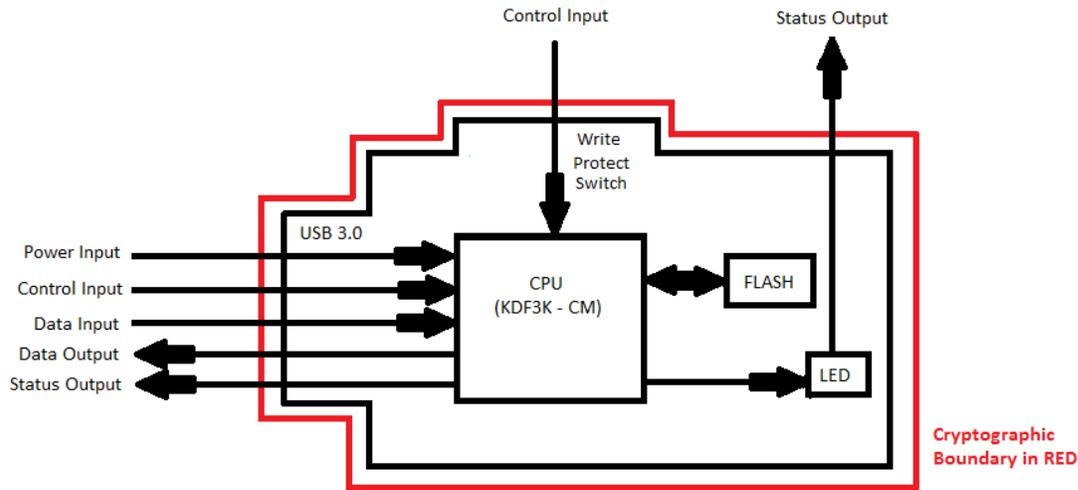 Control Input
Status Output
Write
Protect
Switch
USB 3.0
Power Input
Control Input
Data Input
Data Output
Status Output
CPU
(KDF3K - CM)
FLASH
LED
Cryptographic
Boundary in RED